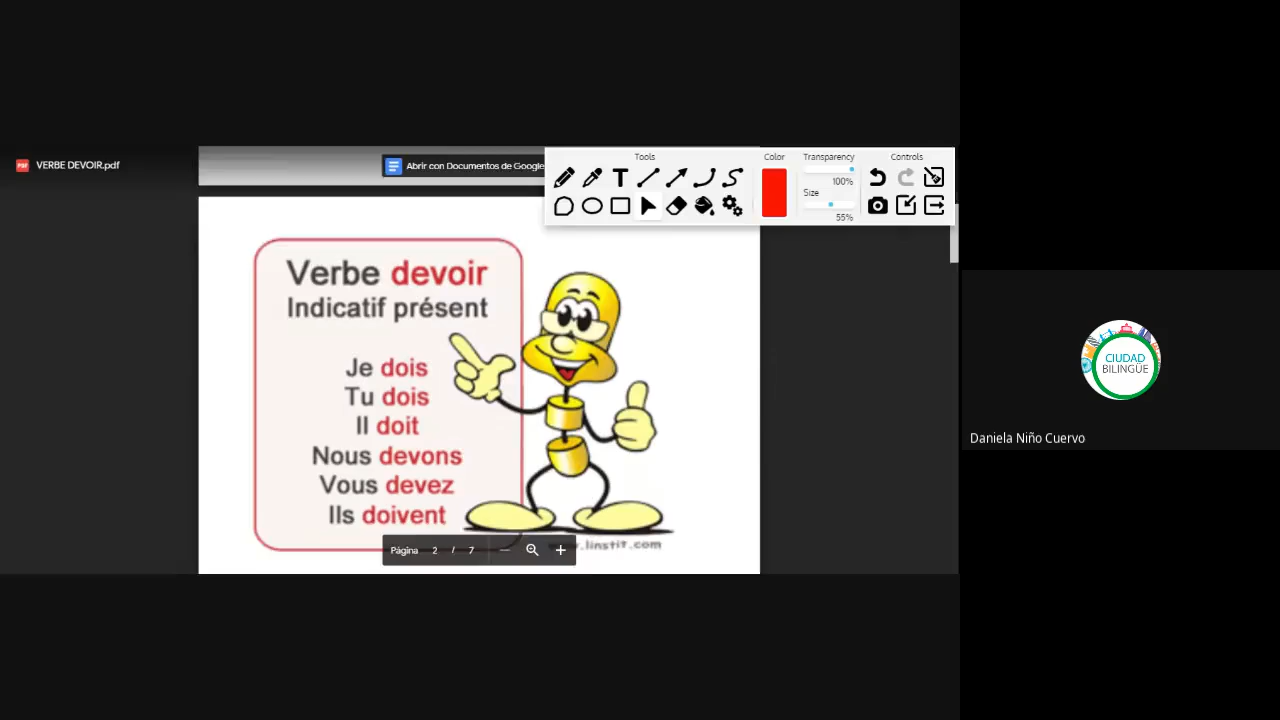 VERBE DEVOIR.pdf
Abrir con Documentos de Google
Tools
Color
Transparency
Controls
100%
Size
55%
Verbe devoir
Indicatif présent
Je dois
Tu dois
Il doit
Nous devons
Vous devez
Ils doivent
.linstit.com
Página 2 / 7
CIUDAD
BILINGÜE
Daniela Niño Cuervo